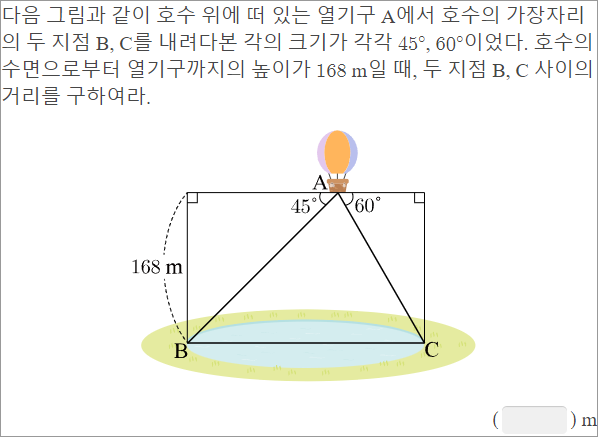 다음 그림과 같이 호수 위에 떠 있는 열기구 A에서 호수의 가장자리
의 두 지점 B, C를 내려다본 각의 크기가 각각 45°, 60°이었다. 호수의
수면으로부터 열기구까지의 높이가 168 m일 때, 두 지점 B, C 사이의
거리를 구하여라.
A
45° 60°
168 m
B C
( ) m